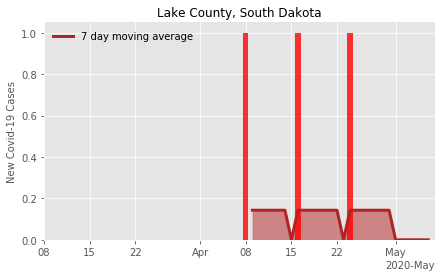 Lake County, South Dakota
7 day moving average
New Covid-19 Cases
1.0
0.8
0.6
0.4
0.2
0.0
08 15 22 Apr 08 15 22 May
2020-May